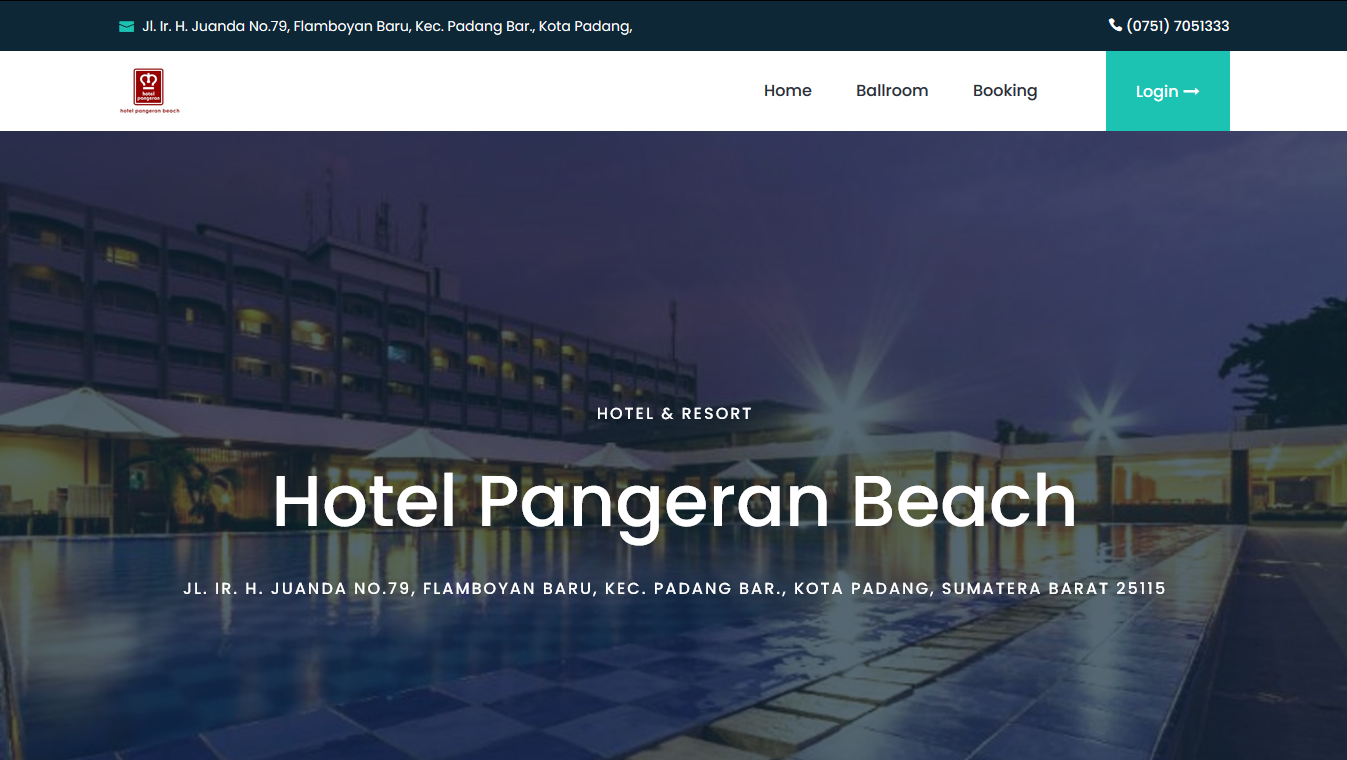 Jl. Ir. H. Juanda No.79, Flamboyan Baru, Kec. Padang Bar., Kota Padang,
(0751) 7051333
hotel
pangeran
hotel pangeran beach
Home
Ballroom
Booking
Login
HOTEL & RESORT
Hotel Pangeran Beach
JL. IR. H. JUANDA NO.79, FLAMBOYAN BARU, KEC. PADANG BAR., KOTA PADANG, SUMATERA BARAT 25115